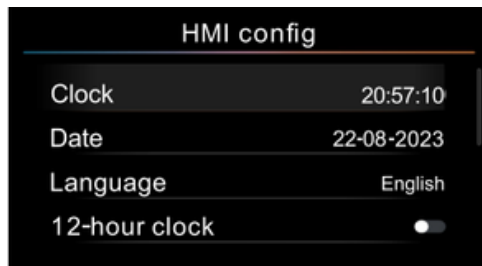 HMI config
Clock 20:57:10
Date 22-08-2023
Language English
12-hour clock